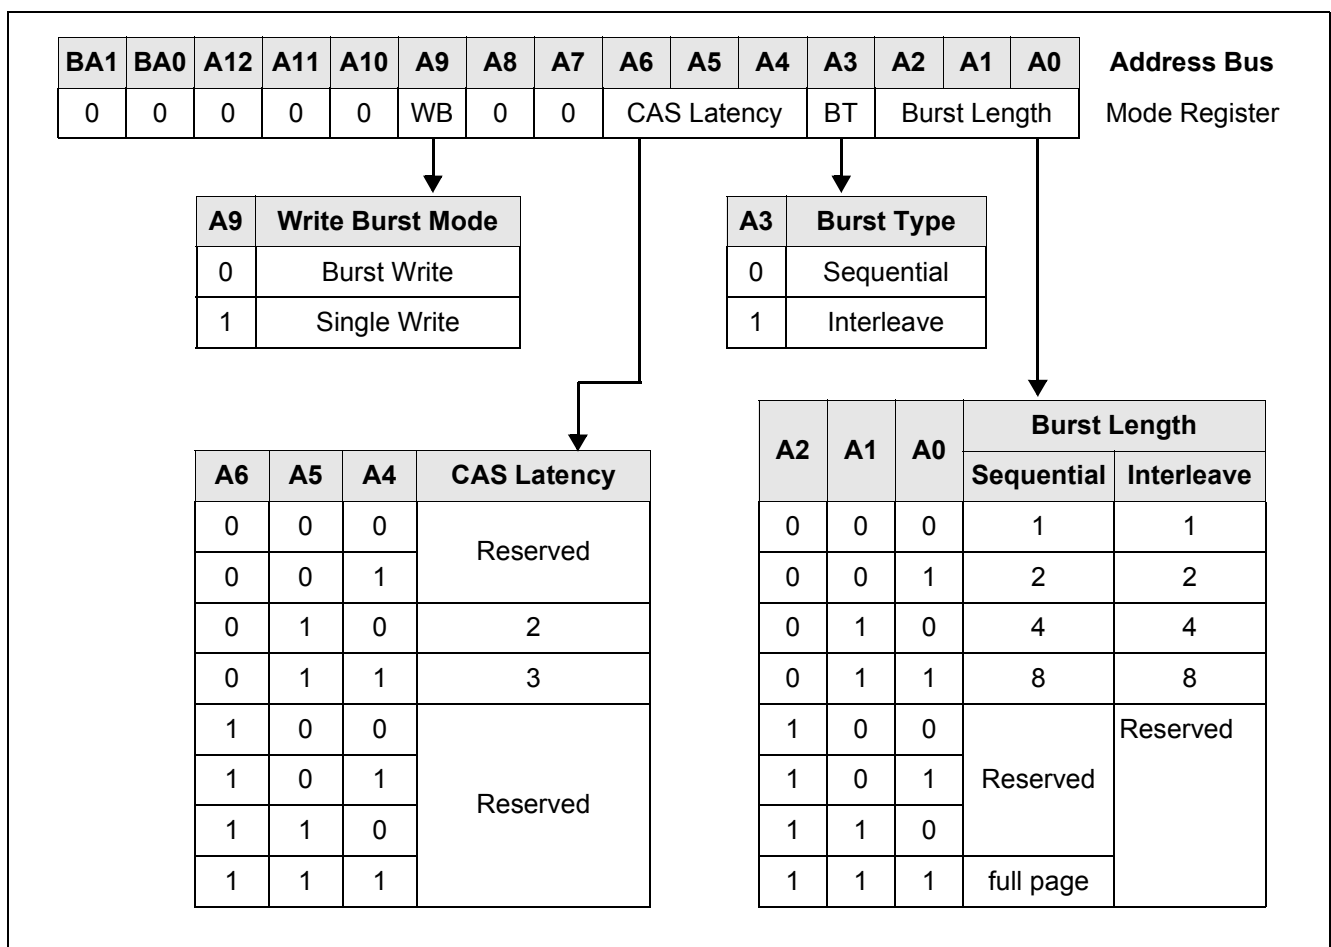 BA1 BA0 A12 A11 A10 A9 A8 A7 A6 A5 A4 A3 A2 A1 A0 Address Bus
0 0 0 0 0 WB 0 0 CAS Latency BT Burst Length Mode Register
A9 Write Burst Mode
0 Burst Write
1 Single Write
A3 Burst Type
0 Sequential
1 Interleave
A6 A5 A4 CAS Latency
0 0 0 Reserved
0 0 1
0 1 0 2
0 1 1 3
1 0 0 Reserved
1 0 1
1 1 0
1 1 1
A2 A1 A0 Burst Length
Sequential Interleave
0 0 0 1 1
0 0 1 2 2
0 1 0 4 4
0 1 1 8 8
1 0 0 Reserved
1 0 1 Reserved
1 1 0
1 1 1 full page